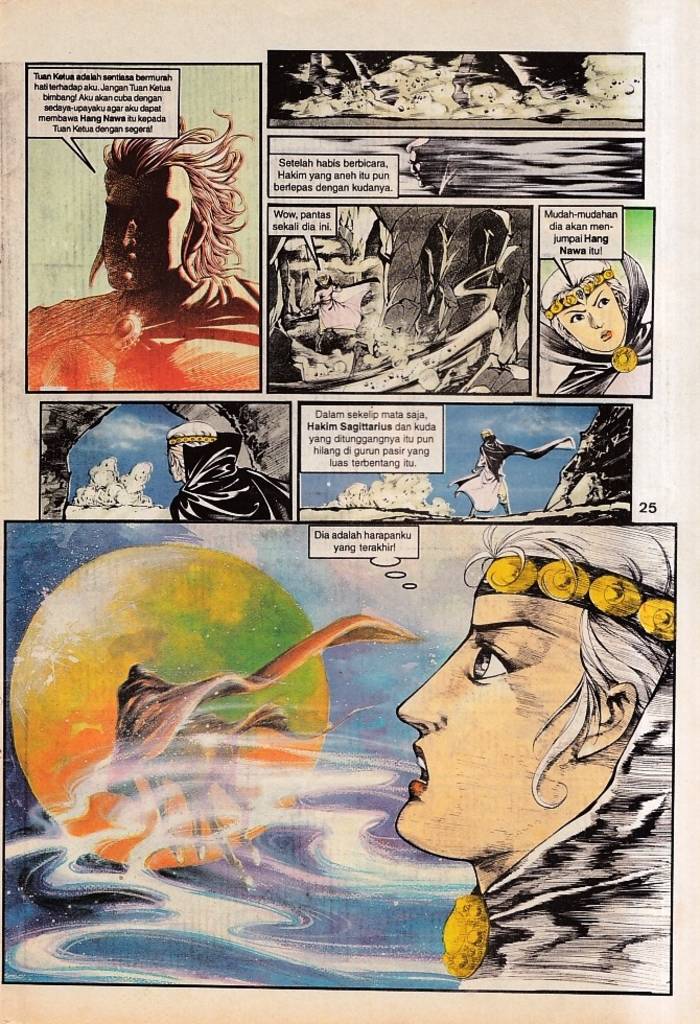 Tuan Ketua adalah sentiasa bermurah
hati terhadap aku. Jangan Tuan Ketua
bimbang! Aku akan cuba dengan
sedaya-upayaku agar aku dapat
membawa Hang Nawa itu kepada
Tuan Ketua dengan segera!
Setelah habis berbicara,
Hakim yang aneh itu pun
berlepas dengan kudanya.
Wow, pantas
sekali dia ini.
Mudah-mudahan
dia akan men-
jumpai Hang
Nawa itu!
Dalam sekelip mata saja,
Hakim Sagittarius dan kuda
yang ditunggangnya itu pun
hilang di gurun pasir yang
luas terbentang itu.
25
Dia adalah harapanku
yang terakhir!